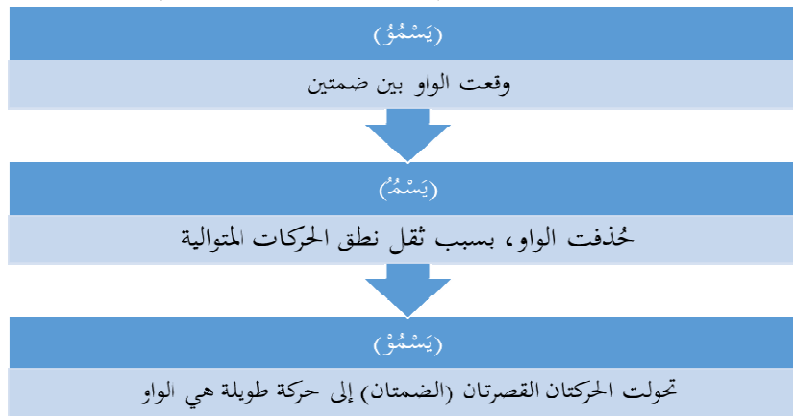 (يَسْمُوُ)
وقعت الواو بين ضمتين
(يَسْمُُ)
حُذفت الواو، بسبب ثقل نطق الحركات المتوالية
(يَسْمُوْ)
تحولت الحركتان القصرتان (الضمتان) إلى حركة طويلة هي الواو